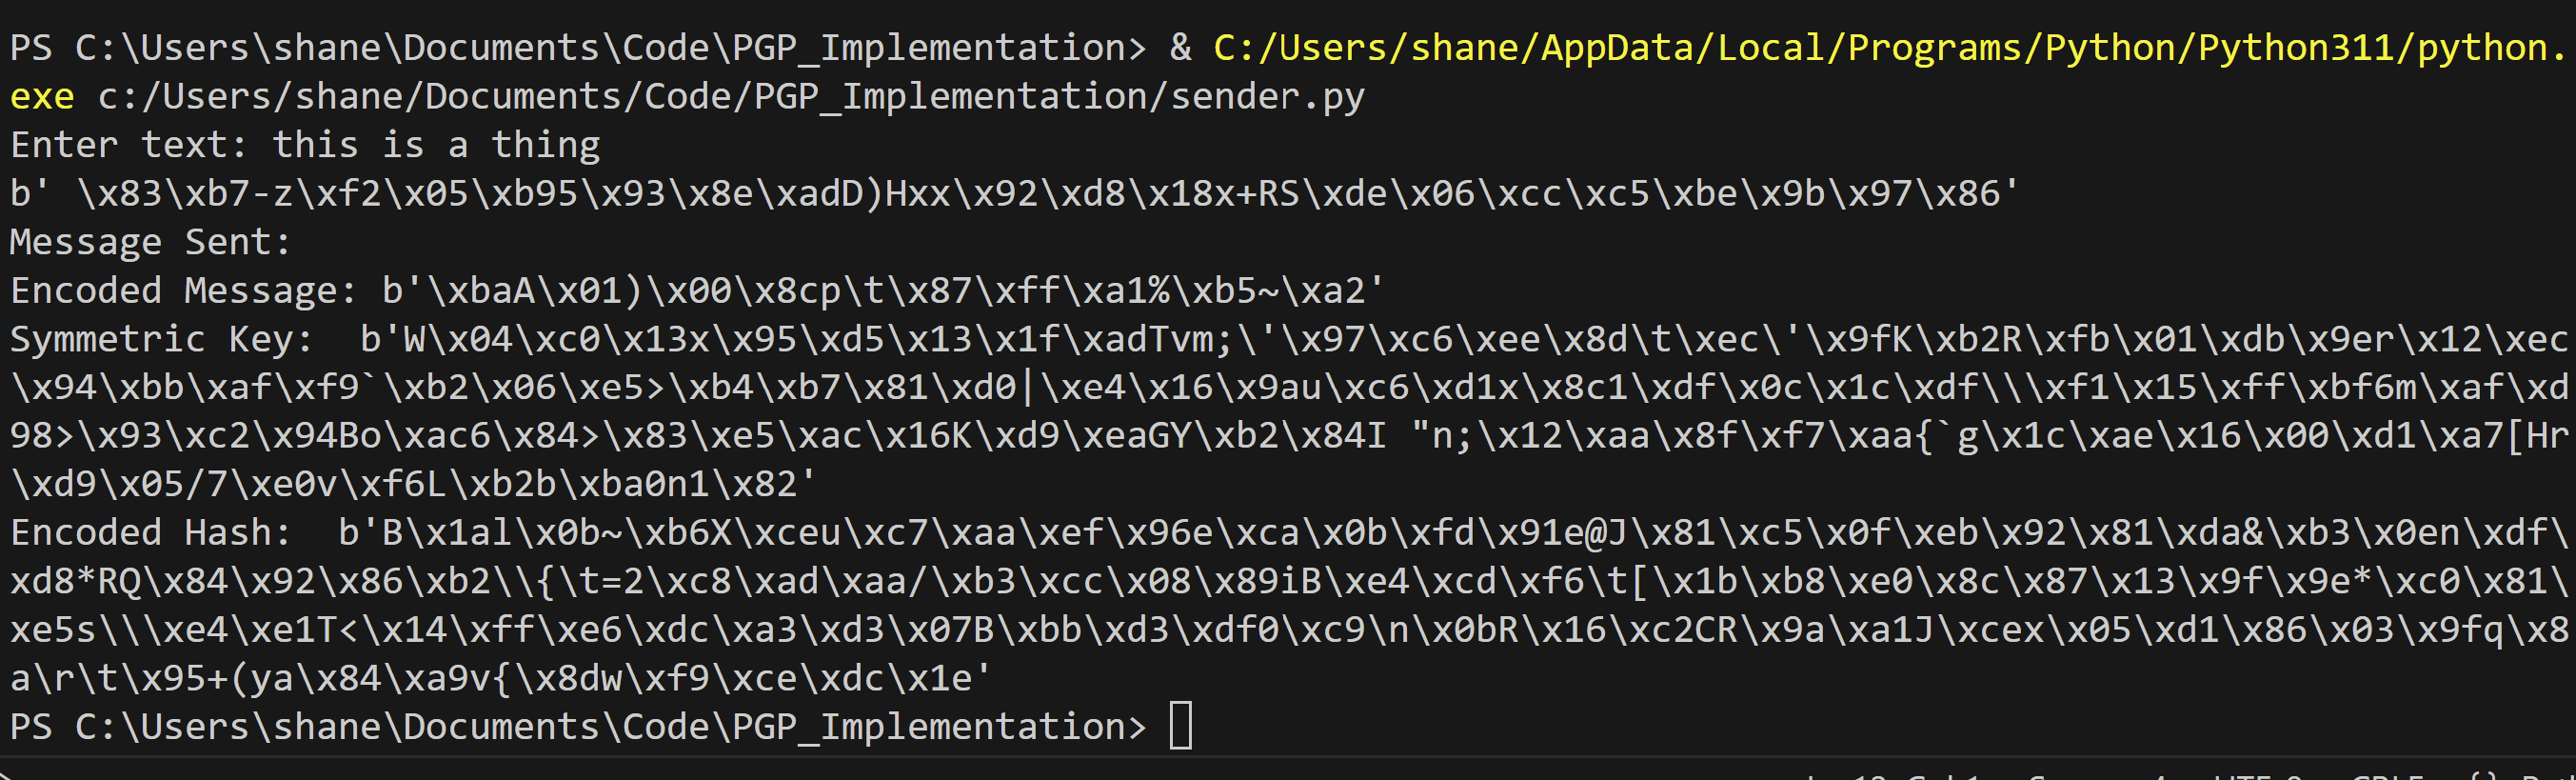 PS C:\Users\shane\Documents\Code\PGP_Implementation> & C:/Users/shane/AppData/Local/Programs/Python/Python311/python.
exe c:/Users/shane/Documents/Code/PGP_Implementation/sender.py
Enter text: this is a thing
b' \x83\xb7-z\xf2\x05\xb95\x93\x8e\xadD)Hxx\x92\xd8\x18x+RS\xde\x06\xcc\xc5\xbe\x9b\x97\x86'
Message Sent:
Encoded Message: b'\xbaA\x01)\x00\x8cp\t\x87\xff\xa1%\xb5~\xa2'
Symmetric Key:  b'W\x04\xc0\x13x\x95\xd5\x13\x1f\xadTvm;\'\x97\xc6\xee\x8d\t\xec\'\x9fK\xb2R\xfb\x01\xdb\x9er\x12\xec
\x94\xbb\xaf\xf9`\xb2\x06\xe5>\xb4\xb7\x81\xd0|\xe4\x16\x9au\xc6\xd1x\x8c1\xdf\x0c\x1c\xdf\\\xf1\x15\xff\xbf6m\xaf\xd
98>\x93\xc2\x94Bo\xac6\x84>\x83\xe5\xac\x16K\xd9\xeaGY\xb2\x84I "n;\x12\xaa\x8f\xf7\xaa{`g\x1c\xae\x16\x00\xd1\xa7[Hr
\xd9\x05/7\xe0v\xf6L\xb2b\xba0n1\x82'
Encoded Hash:  b'B\x1al\x0b~\xb6X\xceu\xc7\xaa\xef\x96e\xca\x0b\xfd\x91e@J\x81\xc5\x0f\xeb\x92\x81\xda&\xb3\x0en\xdf\
xd8*RQ\x84\x92\x86\xb2\\{\t=2\xc8\xad\xaa/\xb3\xcc\x08\x89iB\xe4\xcd\xf6\t[\x1b\xb8\xe0\x8c\x87\x13\x9f\x9e*\xc0\x81\
xe5s\\\xe4\xe1T<\x14\xff\xe6\xdc\xa3\xd3\x07B\xbb\xd3\xdf0\xc9\n\x0bR\x16\xc2CR\x9a\xa1J\xcex\x05\xd1\x86\x03\x9fq\x8
a\r\t\x95+(ya\x84\xa9v{\x8dw\xf9\xce\xdc\x1e'
PS C:\Users\shane\Documents\Code\PGP_Implementation>